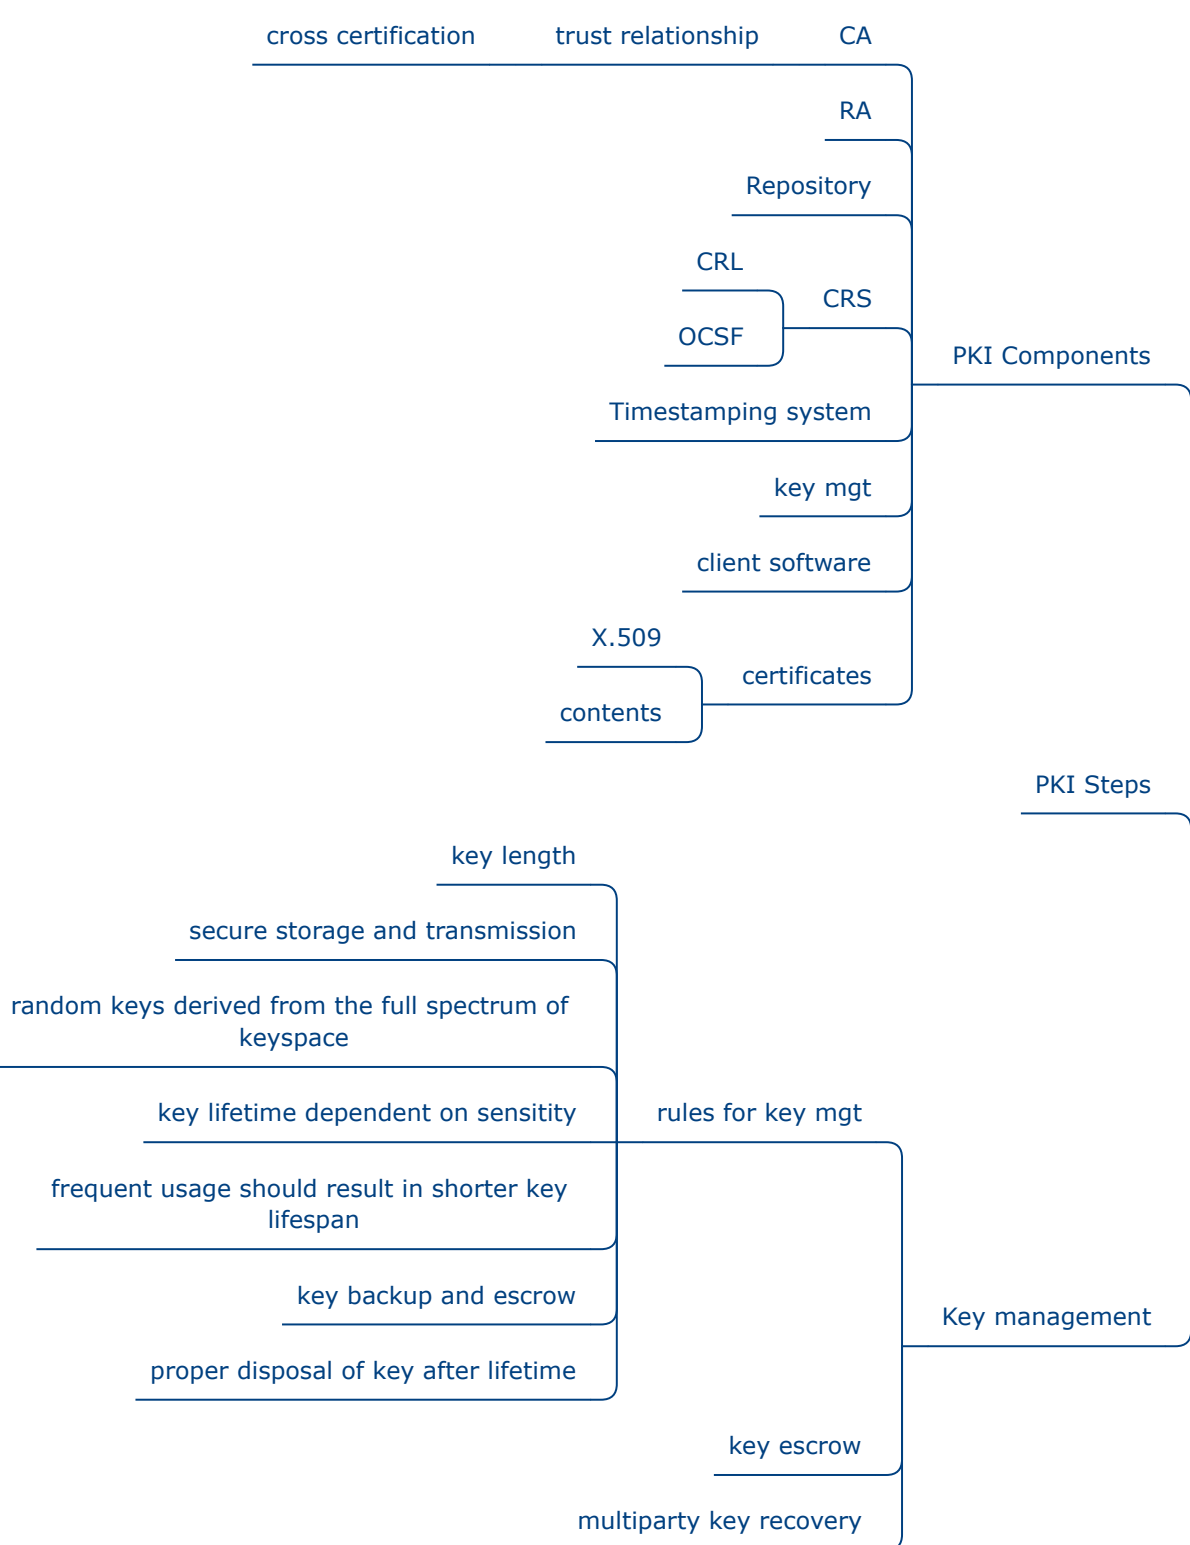 cross certification
trust relationship
CA
RA
Repository
CRL
CRS
OCSF
PKI Components
Timestamping system
key mgt
client software
X.509
certificates
contents
PKI Steps
key length
secure storage and transmission
random keys derived from the full spectrum of
keyspace
key lifetime dependent on sensitity
rules for key mgt
frequent usage should result in shorter key
lifespan
key backup and escrow
Key management
proper disposal of key after lifetime
key escrow
multiparty key recovery